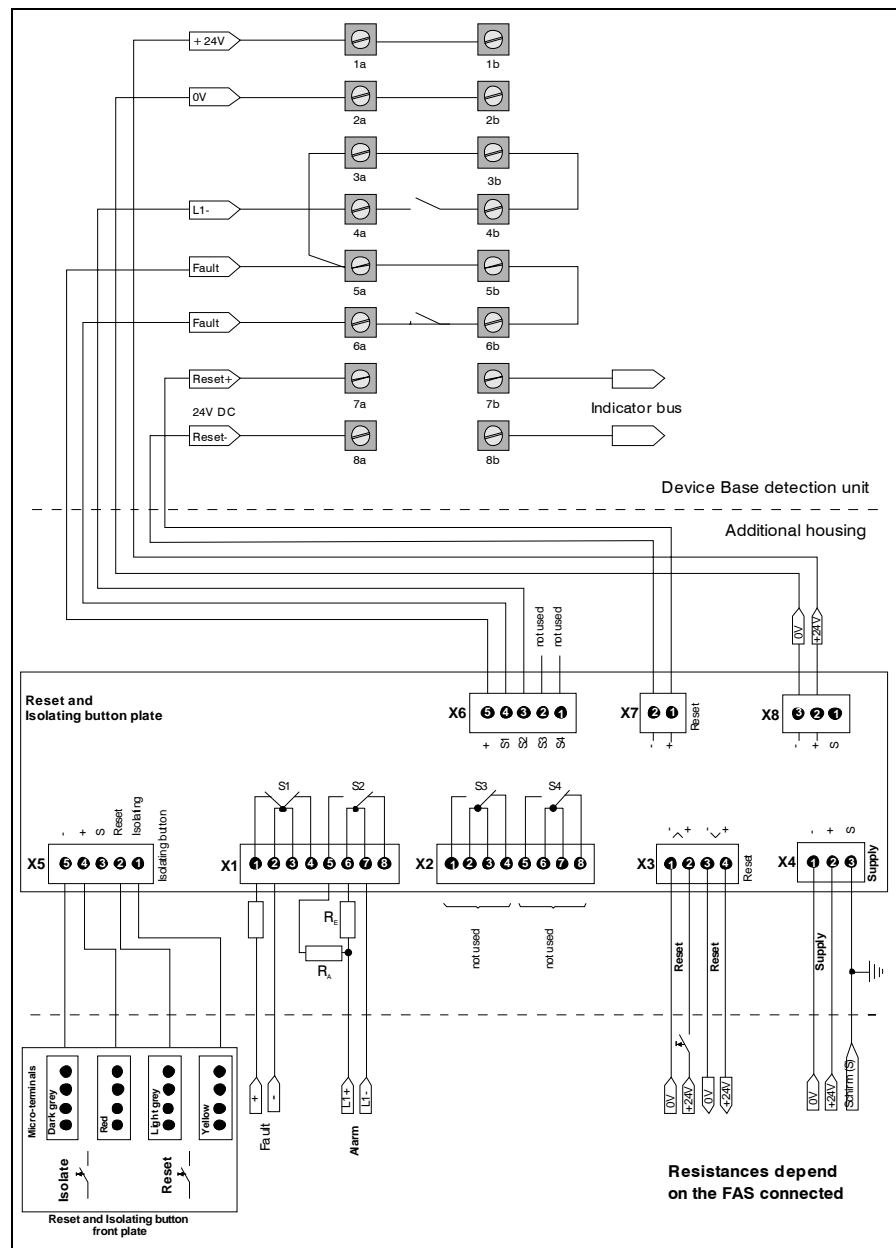 + 24V
1a 1b
0V
2a 2b
3a 3b
L1-
4a 4b
Fault
5a 5b
Fault
6a 6b
Reset+
7a 7b
24V DC
Indicator bus
Reset-
8a 8b
Device Base detection unit
Additional housing
not used
not used
0V
+24V
Reset and
Isolating button plate
X6 5 4 3 2 1
+ S1 S2 S3 S4
X7 2 1
Reset
- +
X8 3 2 1
- + S
- + S Reset Isolating
X5 5 4 3 2 1
Isolating button
S1 S2
X1 1 2 3 4 5 6 7 8
S3 S4
X2 1 2 3 4 5 6 7 8
- + - +
X3 1 2 3 4
Reset
- + S
X4 1 2 3
Supply
RE
RA
not used
not used
Reset
Reset
Supply
Micro-terminals
Dark grey
Red
Light grey
Yellow
Isolate
Reset
Reset and Isolating button
front plate
+ -
Fault
L1+ L1-
Alarm
0V +24V 0V +24V
0V +24V Schirm (S)
Resistances depend
on the FAS connected